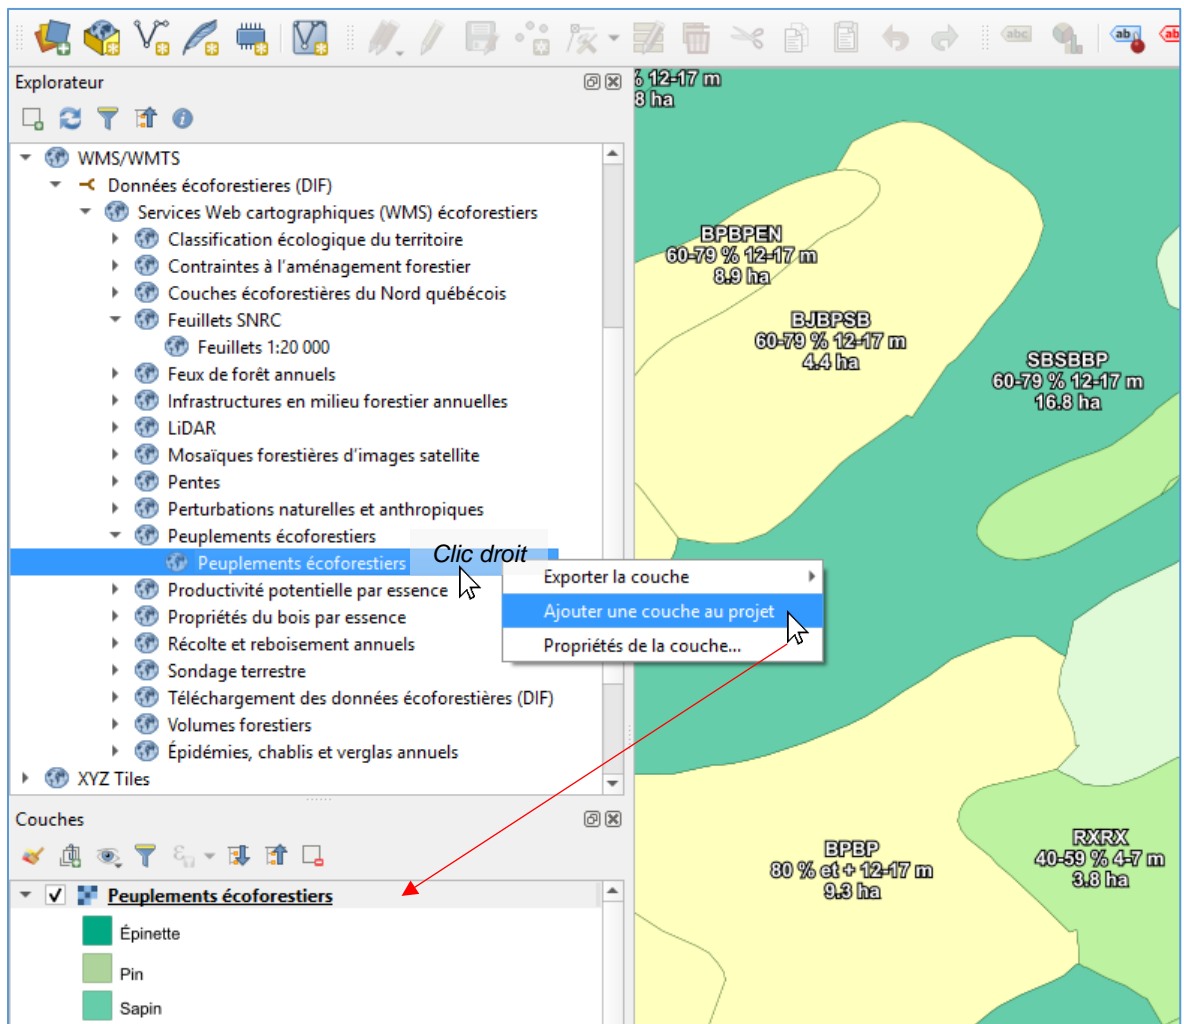 abc
ab
ab
Explorateur
WMS/WMTS
Données écoforestieres (DIF)
Services Web cartographiques (WMS) écoforestiers
Classification écologique du territoire
Contraintes à l'aménagement forestier
Couches écoforestières du Nord québécois
Feuillets SNRC
Feuillets 1:20 000
Feux de forêt annuels
Infrastructures en milieu forestier annuelles
LiDAR
Mosaïques forestières d'images satellite
Pentes
Perturbations naturelles et anthropiques
Peuplements écoforestiers
Peuplements écoforestiers
Clic droit
Productivité potentielle par essence
Propriétés du bois par essence
Récolte et reboisement annuels
Sondage terrestre
Téléchargement des données écoforestières (DIF)
Volumes forestiers
Épidémies, chablis et verglas annuels
XYZ Tiles
Exporter la couche
Ajouter une couche au projet
Propriétés de la couche...
Couches
Peuplements écoforestiers
Épinette
Pin
Sapin
% 12-17 m
8 ha
BPBPEN
60-79 % 12-17 m
8.9 ha
BJBPSB
60-79 % 12-17 m
4.4 ha
SBSBBP
60-79 % 12-17 m
16.8 ha
BPBP
80 % et + 12-17 m
9.3 ha
RXRX
40-59 % 4-7 m
3.8 ha